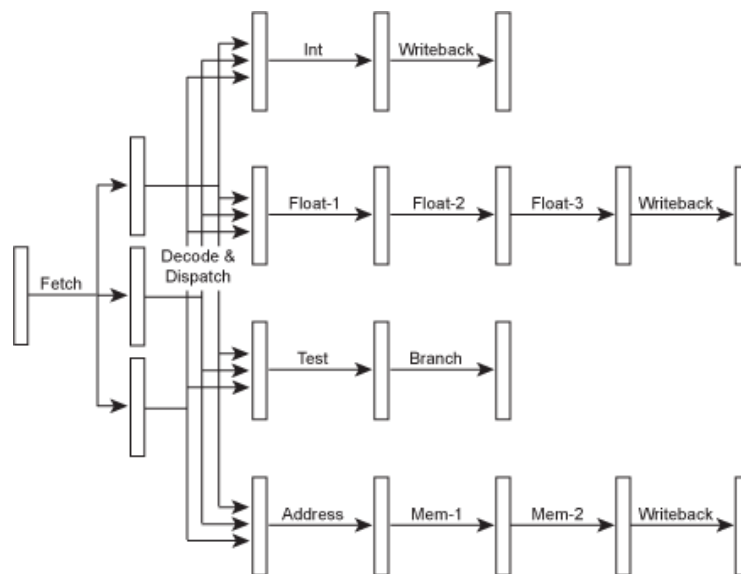 Int
Writeback
Float-1
Float-2
Float-3
Writeback
Decode &
Dispatch
Fetch
Test
Branch
Address
Mem-1
Mem-2
Writeback